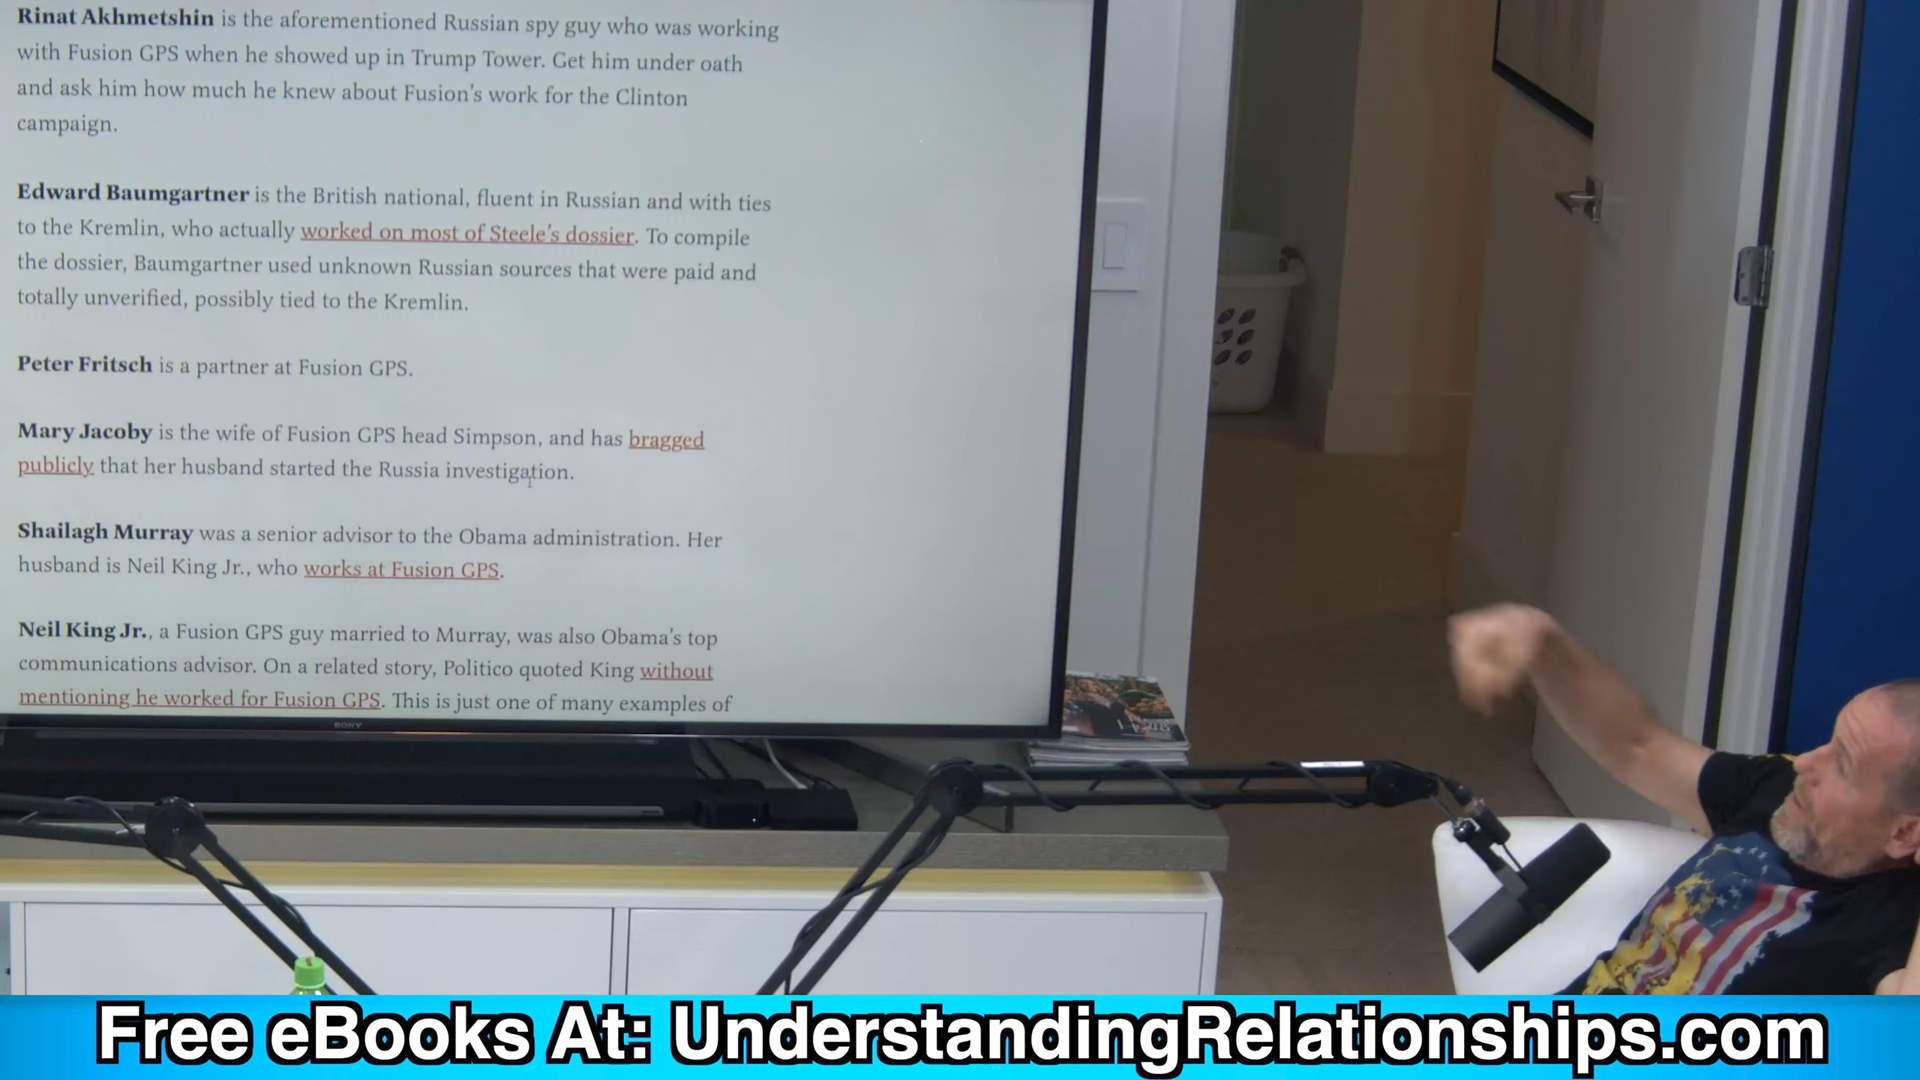 Rinat Akhmetshin is the aforementioned Russian spy guy who was working
with Fusion GPS when he showed up in Trump Tower. Get him under oath
and ask him how much he knew about Fusion's work for the Clinton
campaign.
Edward Baumgartner is the British national, fluent in Russian and with ties
to the Kremlin, who actually worked on most of Steele's dossier. To compile
the dossier, Baumgartner used unknown Russian sources that were paid and
totally unverified, possibly tied to the Kremlin.
Peter Fritsch is a partner at Fusion GPS.
Mary Jacoby is the wife of Fusion GPS head Simpson, and has bragged
publicly that her husband started the Russia investigation.
Shailagh Murray was a senior advisor to the Obama administration. Her
husband is Neil King Jr., who works at Fusion GPS.
Neil King Jr., a Fusion GPS guy married to Murray, was also Obama's top
communications advisor. On a related story, Politico quoted King without
mentioning he worked for Fusion GPS. This is just one of many examples of
SONY
Free eBooks At: UnderstandingRelationships.com